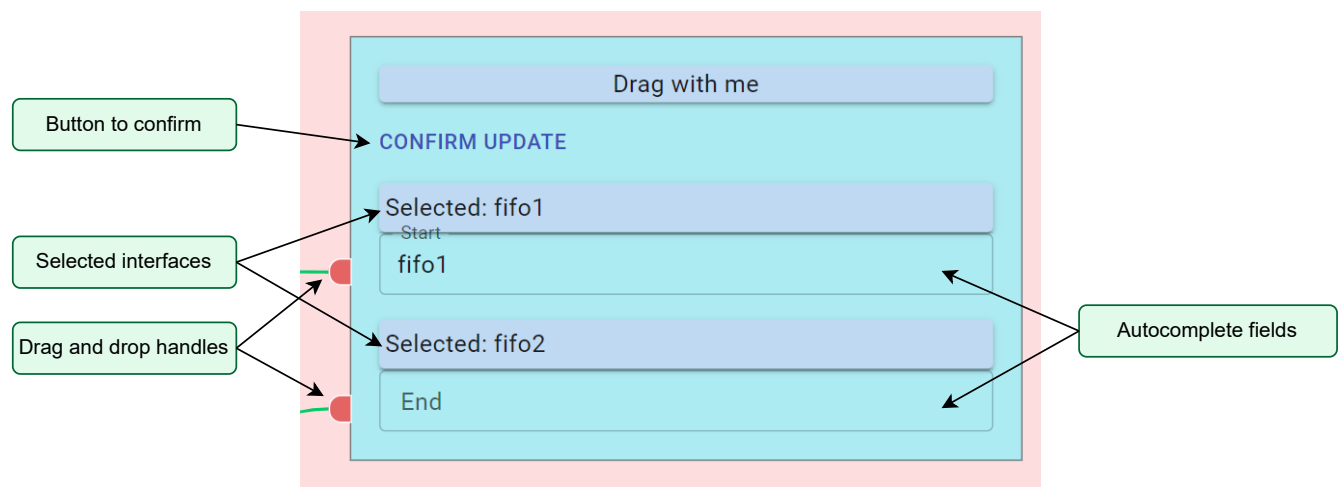 Drag with me
Button to confirm
CONFIRM UPDATE
Selected: fifo1
Start
Selected interfaces
fifo1
Drag and drop handles
Autocomplete fields
Selected: fifo2
End